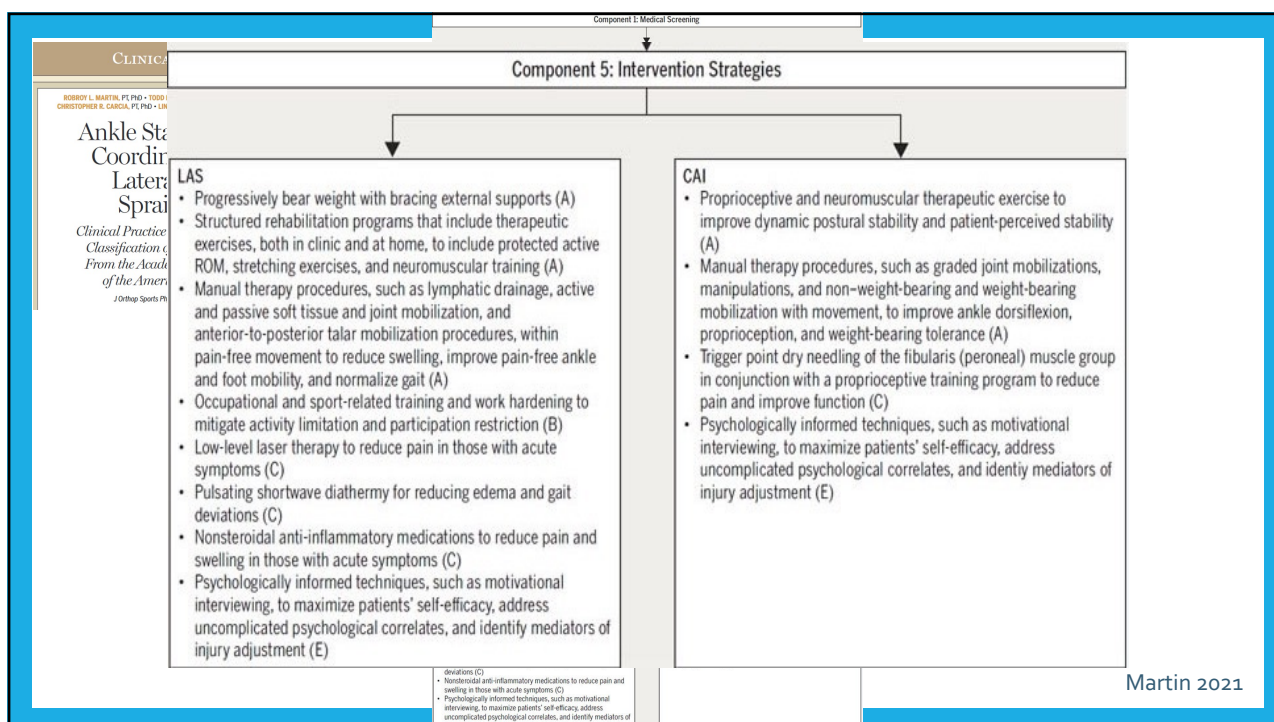 Component 1: Medical Screening
CLINICA
ROBROY L. MARTIN, PT, PhD • TODD
CHRISTOPHER R. CARCIA, PT, PhD • LIN
Ankle Sta
Coordin
Latera
Sprai
Clinical Practice
Classification o
From the Acade
of the Ameri
J Orthop Sports Ph
Component 5: Intervention Strategies
LAS
• Progressively bear weight with bracing external supports (A)
• Structured rehabilitation programs that include therapeutic
exercises, both in clinic and at home, to include protected active
ROM, stretching exercises, and neuromuscular training (A)
• Manual therapy procedures, such as lymphatic drainage, active
and passive soft tissue and joint mobilization, and
anterior-to-posterior talar mobilization procedures, within
pain-free movement to reduce swelling, improve pain-free ankle
and foot mobility, and normalize gait (A)
• Occupational and sport-related training and work hardening to
mitigate activity limitation and participation restriction (B)
• Low-level laser therapy to reduce pain in those with acute
symptoms (C)
• Pulsating shortwave diathermy for reducing edema and gait
deviations (C)
• Nonsteroidal anti-inflammatory medications to reduce pain and
swelling in those with acute symptoms (C)
• Psychologically informed techniques, such as motivational
interviewing, to maximize patients' self-efficacy, address
uncomplicated psychological correlates, and identify mediators of
injury adjustment (E)
CAI
• Proprioceptive and neuromuscular therapeutic exercise to
improve dynamic postural stability and patient-perceived stability
(A)
• Manual therapy procedures, such as graded joint mobilizations,
manipulations, and non–weight-bearing and weight-bearing
mobilization with movement, to improve ankle dorsiflexion,
proprioception, and weight-bearing tolerance (A)
• Trigger point dry needling of the fibularis (peroneal) muscle group
in conjunction with a proprioceptive training program to reduce
pain and improve function (C)
• Psychologically informed techniques, such as motivational
interviewing, to maximize patients' self-efficacy, address
uncomplicated psychological correlates, and identiy mediators of
injury adjustment (E)
deviations (C)
• Nonsteroidal anti-inflammatory medications to reduce pain and
swelling in those with acute symptoms (C)
• Psychologically informed techniques, such as motivational
interviewing, to maximize patients' self-efficacy, address
uncomplicated psychological correlates, and identify mediators of
Martin 2021